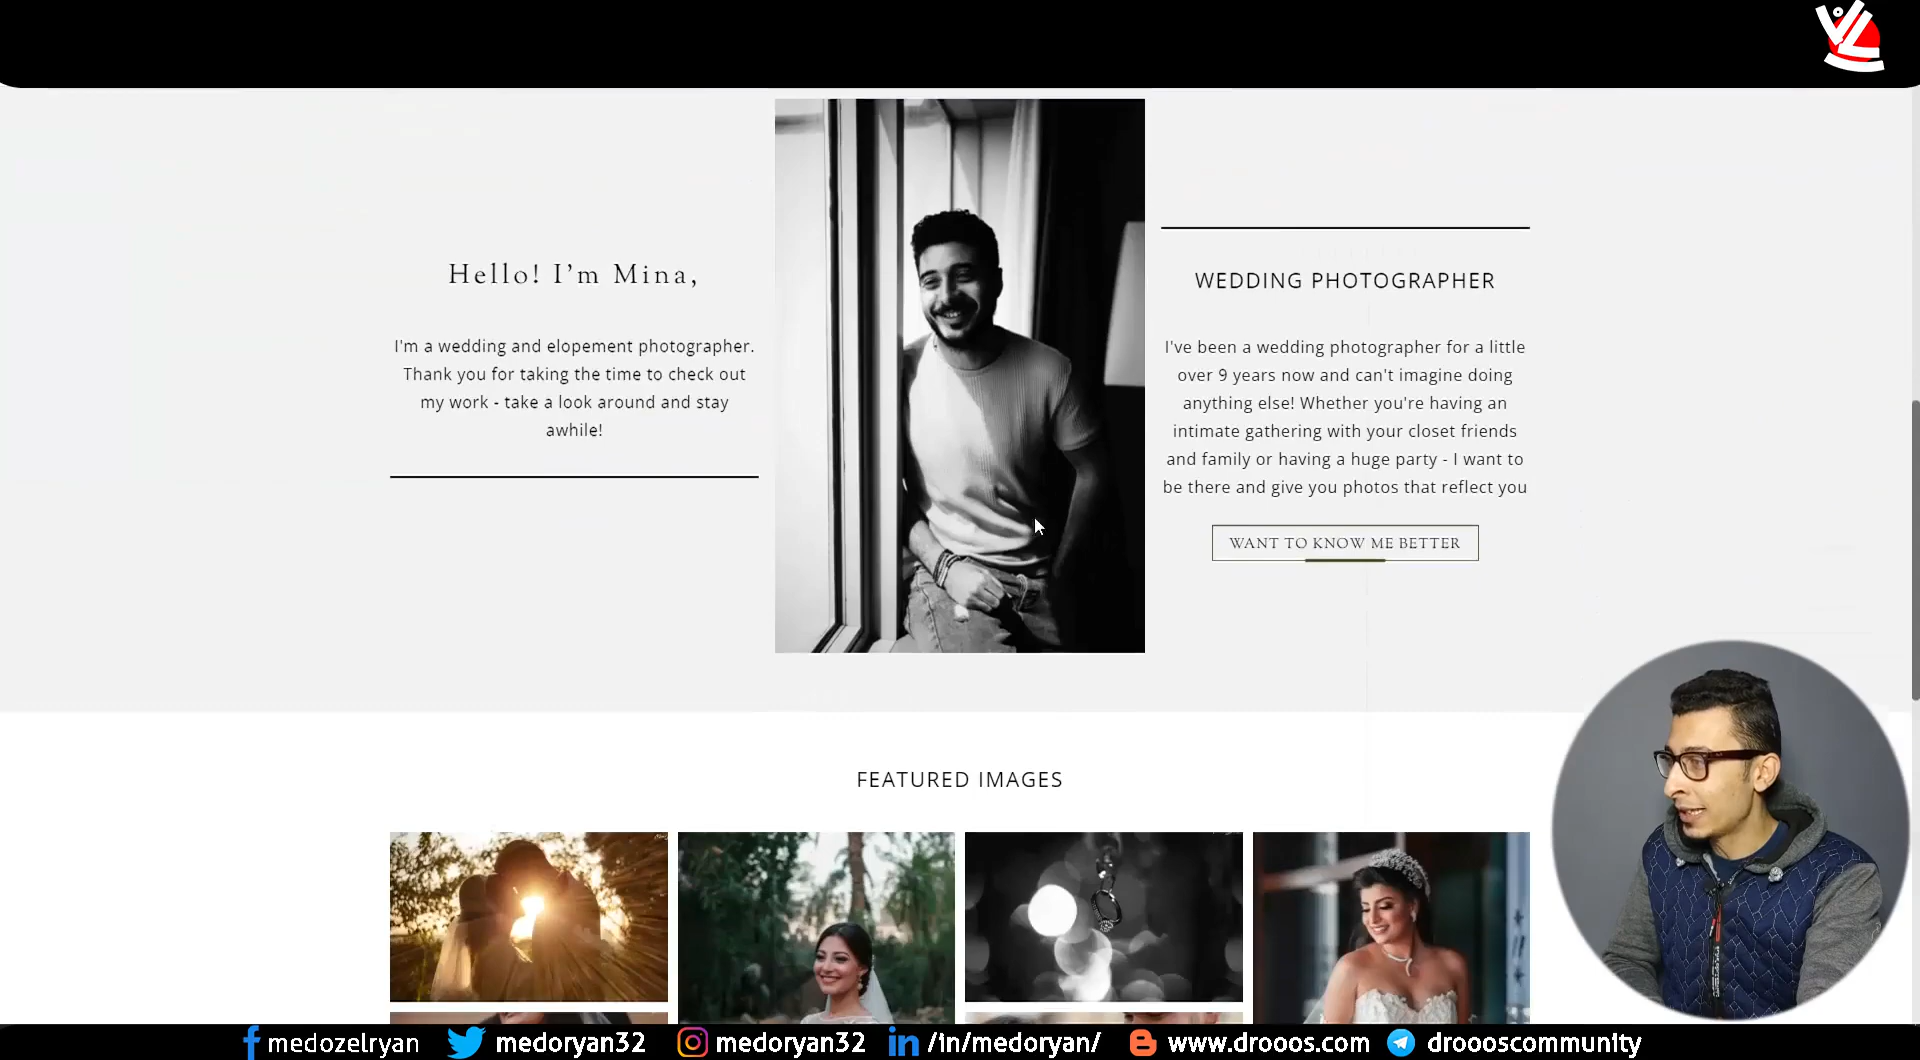 Hello! I'm Mina,
I'm a wedding and elopement photographer.
Thank you for taking the time to check out
my work - take a look around and stay
awhile!
WEDDING PHOTOGRAPHER
I've been a wedding photographer for a little
over 9 years now and can't imagine doing
anything else! Whether you're having an
intimate gathering with your closet friends
and family or having a huge party - I want to
be there and give you photos that reflect you
WANT TO KNOW ME BETTER
FEATURED IMAGES
medozelryan medoryan32 medoryan32 /in/medoryan/ www.drooos.com droooscommunity